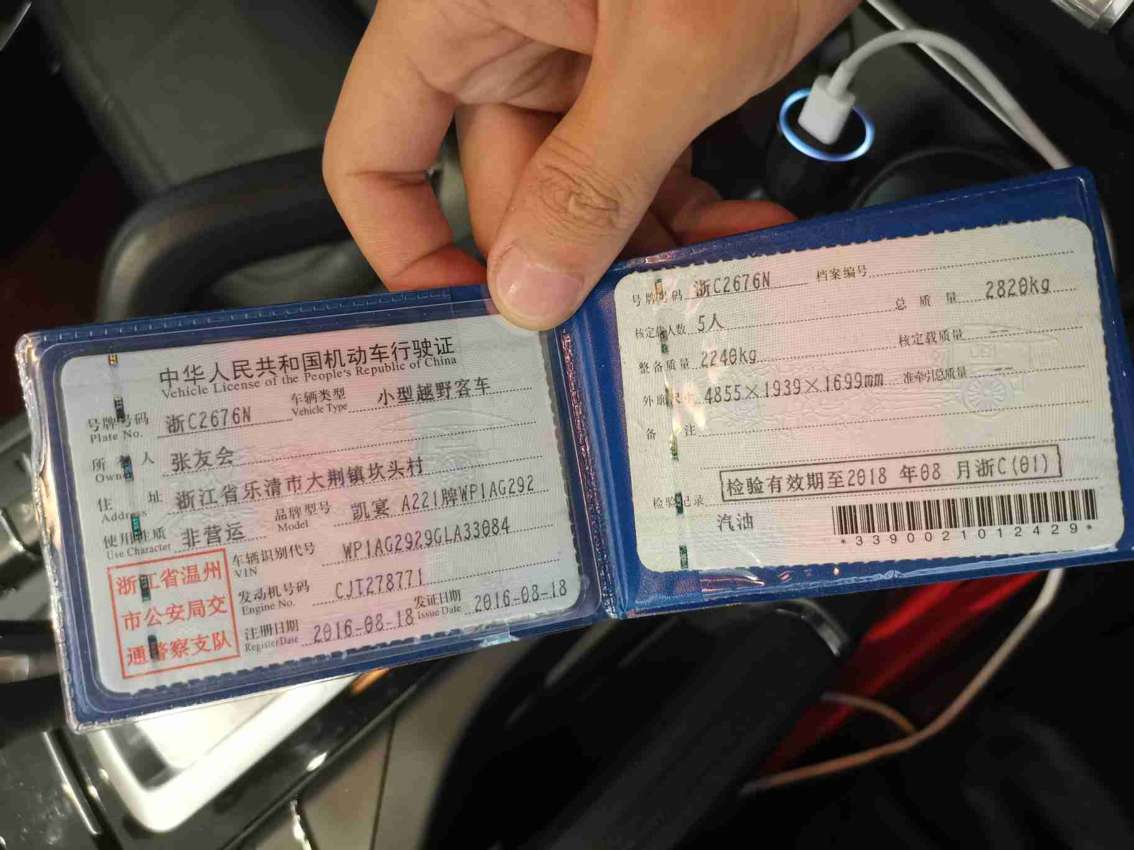 中华人民共和国机动车行驶证
Vehicle License of the People's Republic of China
号牌号码 浙C2676N 车辆类型 小型越野客车
Plate No. Vehicle Type
所有人 张友会
Owner
住址 浙江省乐清市大荆镇坎头村
Address
使用性质 非营运 品牌型号 凯宴 A221牌WP1AG292
Use Character Model
浙江省温州
市公安局交
通警察支队
车辆识别代号 WP1AG2929GLA33084
VIN
发动机号码 CJT278771
Engine No.
注册日期 2016-08-18 发证日期 2016-08-18
Register Date Issue Date
号牌号码 浙C2676N 档案编号
核定载人数 5人 总质量 2820kg
整备质量 2240kg 核定载质量 --
外廓尺寸 4855×1939×1699mm 准牵引总质量 --
备注
检验有效期至2018 年08 月浙C(01)
检验记录
汽油
*3390021012429*